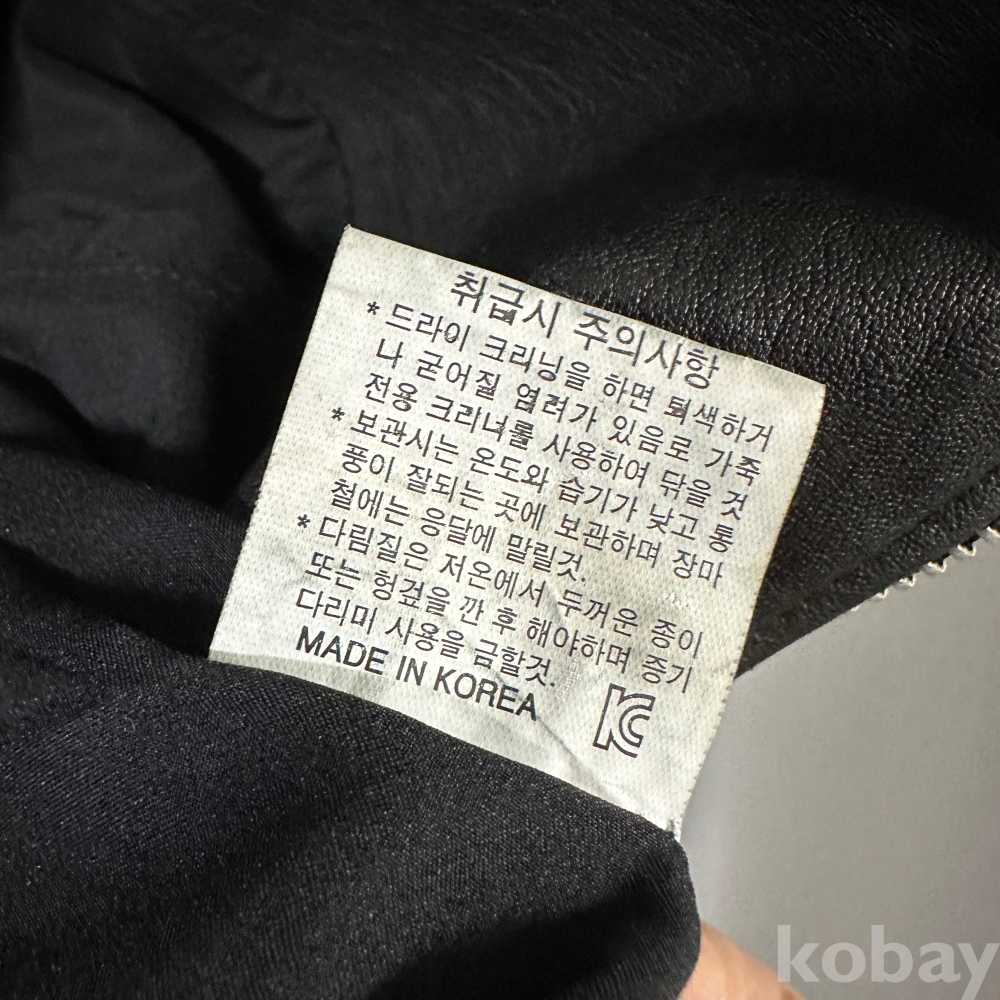 취급시 주의사항
* 드라이 크리닝을 하면 퇴색하거
나 굳어질 염려가 있음로 가죽
전용 크리너를 사용하여 닦을 것
* 보관시는 온도와 습기가 낮고 통
풍이 잘되는 곳에 보관하며 장마
철에는 응달에 말릴것.
* 다림질은 저온에서 두꺼운 종이
또는 헝겊을 깐 후 해야하며 증기
다리미 사용을 금할것.
MADE IN KOREA
KC
kobay